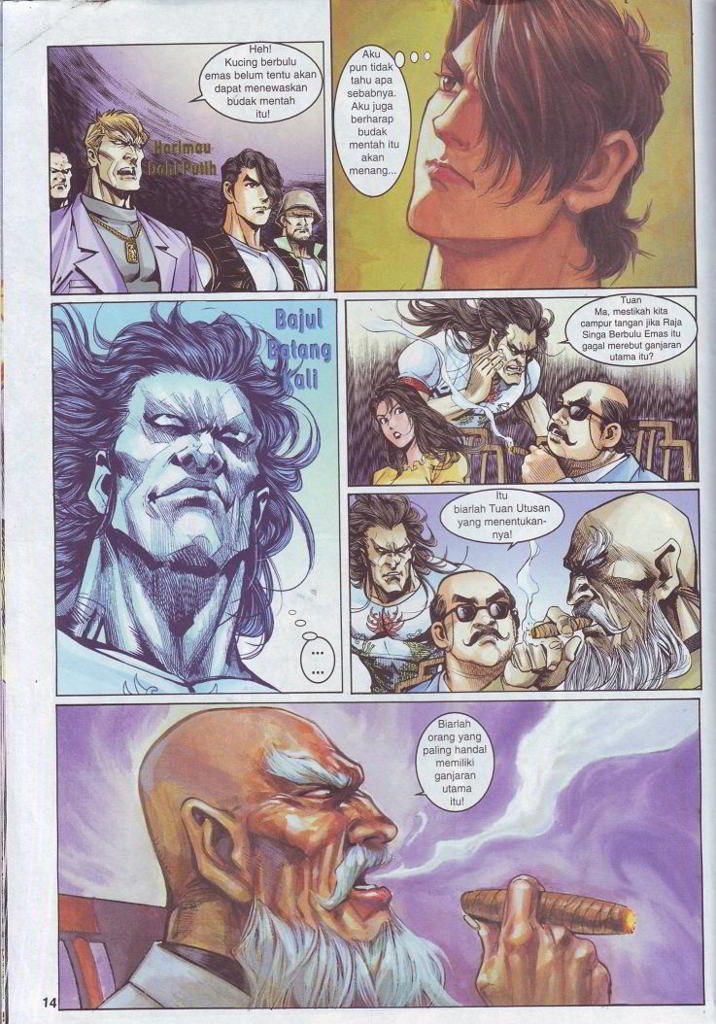 Heh!
Kucing berbulu
emas belum tentu akan
dapat menewaskan
budak mentah
itu!
Harimau
Dahi Putih
Aku
pun tidak
tahu apa
sebabnya.
Aku juga
berharap
budak
mentah itu
akan
menang...
Bajul
Batang
Kali
...
...
Tuan
Ma, mestikah kita
campur tangan jika Raja
Singa Berbulu Emas itu
gagal merebut ganjaran
utama itu?
Itu
biarlah Tuan Utusan
yang menentukan-
nya!
Biarlah
orang yang
paling handal
memiliki
ganjaran
utama
itu!
14